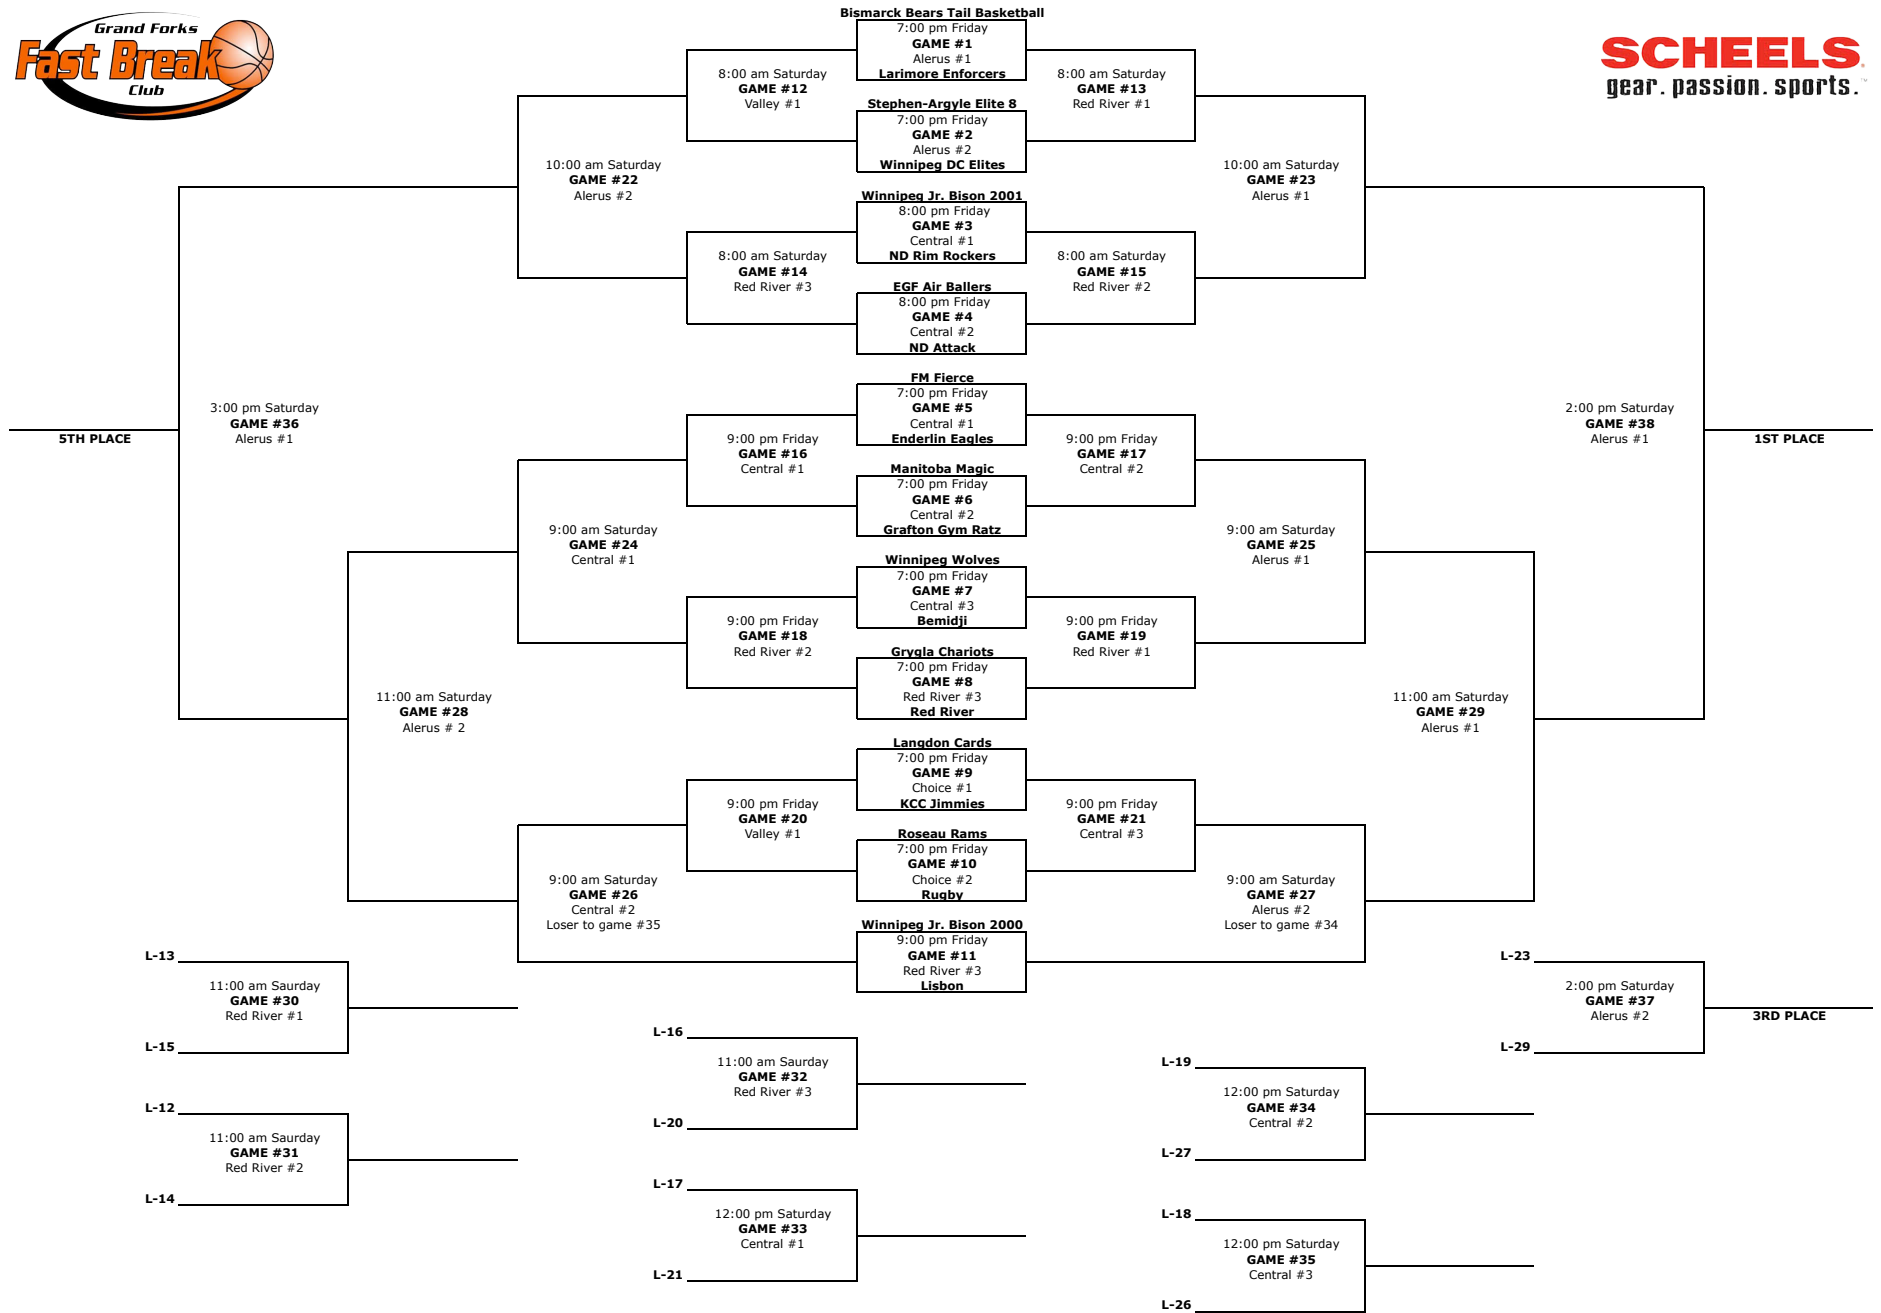 Grand Forks
Fast Break
Club
SCHEELS
gear. passion. sports.
Bismarck Bears Tail Basketball
7:00 pm Friday
GAME #1
Alerus #1
Larimore Enforcers
8:00 am Saturday
GAME #12
Valley #1
8:00 am Saturday
GAME #13
Red River #1
Stephen-Argyle Elite 8
7:00 pm Friday
GAME #2
Alerus #2
Winnipeg DC Elites
10:00 am Saturday
GAME #22
Alerus #2
10:00 am Saturday
GAME #23
Alerus #1
Winnipeg Jr. Bison 2001
8:00 pm Friday
GAME #3
Central #1
ND Rim Rockers
8:00 am Saturday
GAME #14
Red River #3
8:00 am Saturday
GAME #15
Red River #2
EGF Air Ballers
8:00 pm Friday
GAME #4
Central #2
ND Attack
3:00 pm Saturday
GAME #36
Alerus #1
5TH PLACE
2:00 pm Saturday
GAME #38
Alerus #1
1ST PLACE
FM Fierce
7:00 pm Friday
GAME #5
Central #1
Enderlin Eagles
9:00 pm Friday
GAME #16
Central #1
9:00 pm Friday
GAME #17
Central #2
Manitoba Magic
7:00 pm Friday
GAME #6
Central #2
Grafton Gym Ratz
9:00 am Saturday
GAME #24
Central #1
9:00 am Saturday
GAME #25
Alerus #1
Winnipeg Wolves
7:00 pm Friday
GAME #7
Central #3
Bemidji
9:00 pm Friday
GAME #18
Red River #2
9:00 pm Friday
GAME #19
Red River #1
Grygla Chariots
7:00 pm Friday
GAME #8
Red River #3
Red River
11:00 am Saturday
GAME #28
Alerus # 2
11:00 am Saturday
GAME #29
Alerus #1
Langdon Cards
7:00 pm Friday
GAME #9
Choice #1
KCC Jimmies
9:00 pm Friday
GAME #20
Valley #1
9:00 pm Friday
GAME #21
Central #3
Roseau Rams
7:00 pm Friday
GAME #10
Choice #2
Rugby
9:00 am Saturday
GAME #26
Central #2
Loser to game #35
9:00 am Saturday
GAME #27
Alerus #2
Loser to game #34
Winnipeg Jr. Bison 2000
9:00 pm Friday
GAME #11
Red River #3
Lisbon
L-13
11:00 am Saurday
GAME #30
Red River #1
L-15
L-12
11:00 am Saurday
GAME #31
Red River #2
L-14
L-16
11:00 am Saurday
GAME #32
Red River #3
L-20
L-17
12:00 pm Saturday
GAME #33
Central #1
L-21
L-19
12:00 pm Saturday
GAME #34
Central #2
L-27
L-18
12:00 pm Saturday
GAME #35
Central #3
L-26
L-23
2:00 pm Saturday
GAME #37
Alerus #2
L-29
3RD PLACE